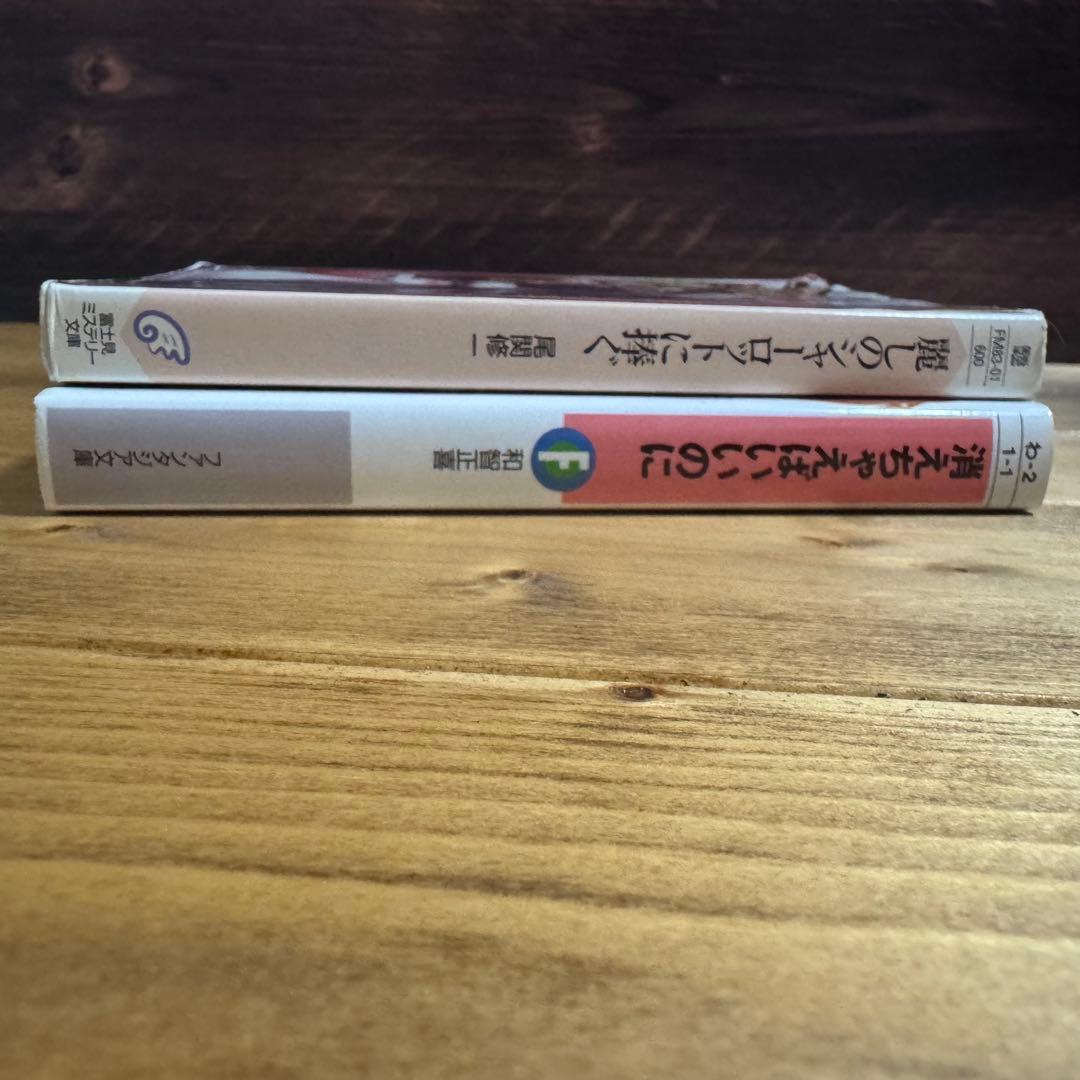 麗しのシャーロットに捧ぐ
尾関修一
富士見
ミステリー
文庫
FM83-01
600
消えちゃえばいいのに
和智正喜
F
ファンタジア文庫
わ-2
1-1